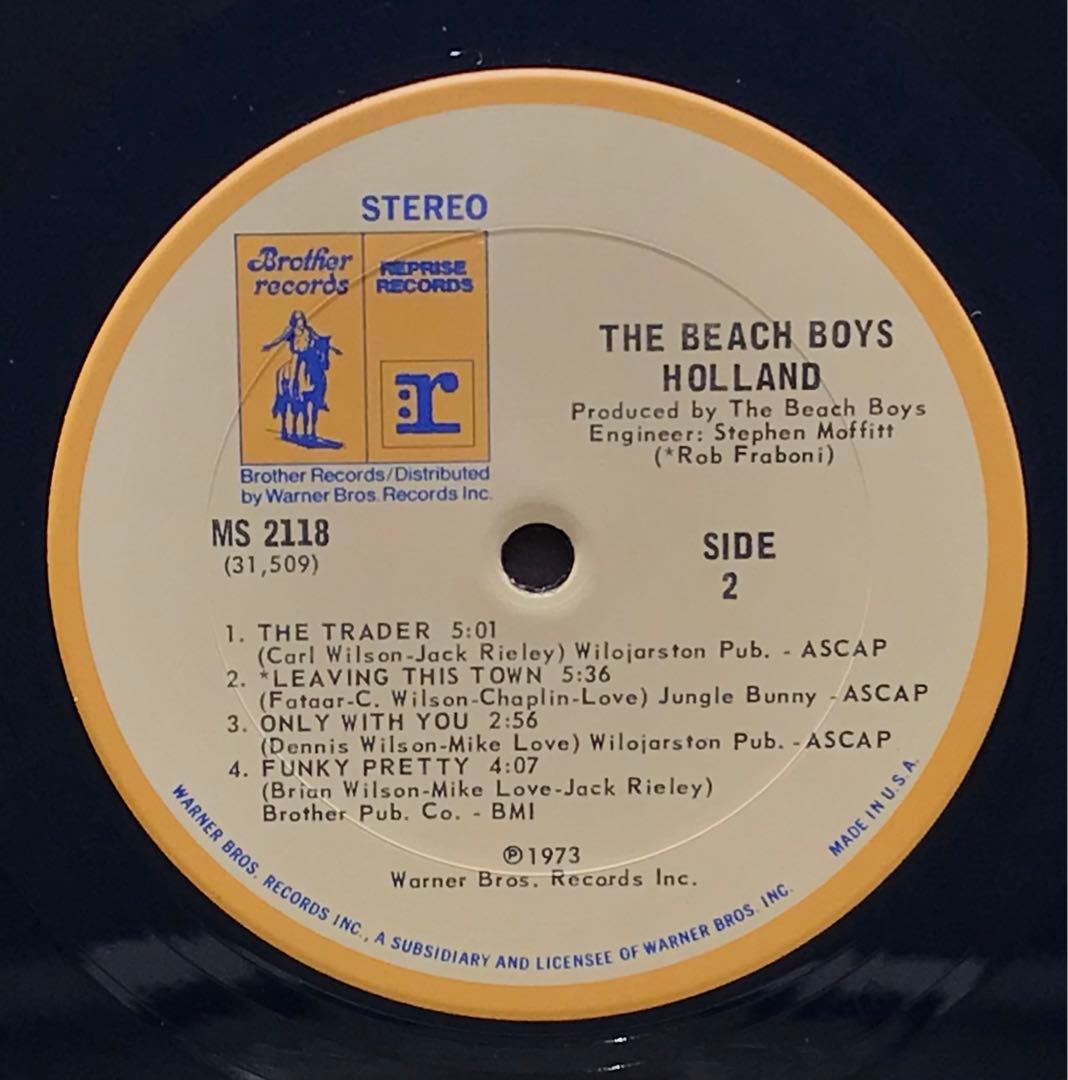 STEREO
Brother
records
REPRISE
RECORDS
:r
Brother Records/Distributed
by Warner Bros. Records Inc.
THE BEACH BOYS
HOLLAND
Produced by The Beach Boys
Engineer: Stephen Moffitt
(*Rob Fraboni)
MS 2118
(31,509)
SIDE
2
1. THE TRADER 5:01
(Carl Wilson-Jack Rieley) Wilojarston Pub. - ASCAP
2. *LEAVING THIS TOWN 5:36
(Fataar-C. Wilson-Chaplin-Love) Jungle Bunny - ASCAP
3. ONLY WITH YOU 2:56
(Dennis Wilson-Mike Love) Wilojarston Pub. - ASCAP
4. FUNKY PRETTY 4:07
(Brian Wilson-Mike Love-Jack Rieley)
Brother Pub. Co. - BMI
℗1973
Warner Bros. Records Inc.
WARNER BROS. RECORDS INC., A SUBSIDIARY AND LICENSEE OF WARNER BROS. INC.
MADE IN U.S.A.